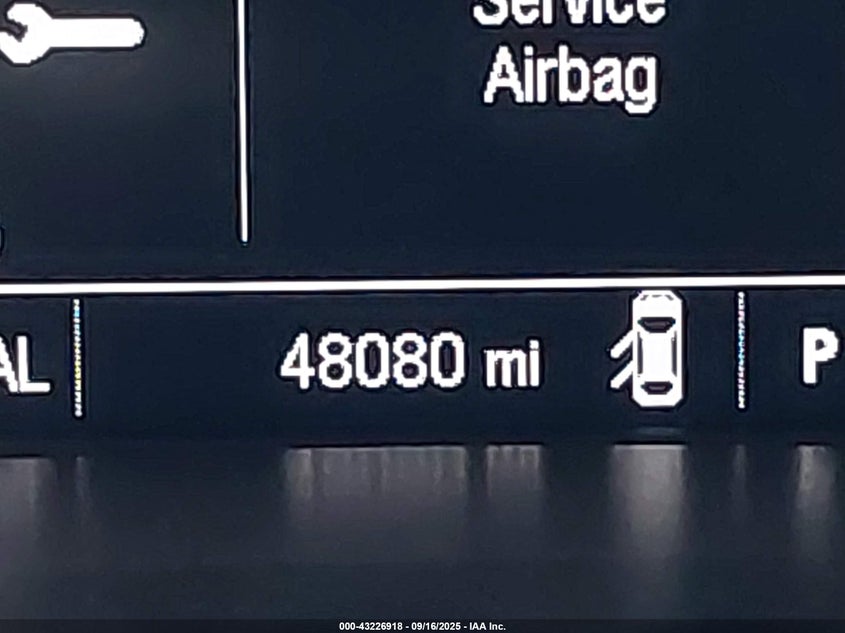 Service
Airbag
AL
48080 mi
P
000-43226918 - 09/16/2025 - IAA Inc.